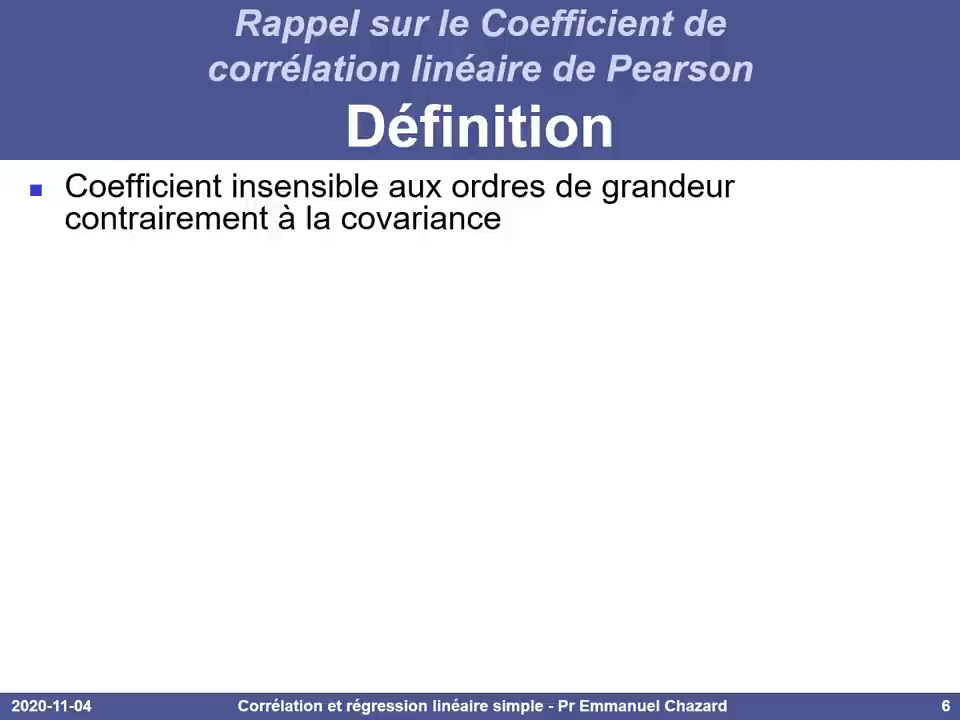 Rappel sur le Coefficient de
corrélation linéaire de Pearson
Définition
Coefficient insensible aux ordres de grandeur
contrairement à la covariance
2020-11-04
Corrélation et régression linéaire simple - Pr Emmanuel Chazard
6